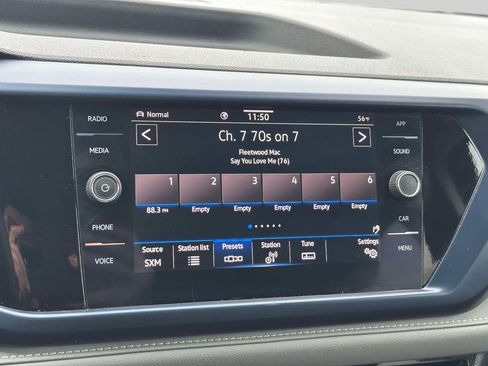 RADIO
MEDIA
PHONE
VOICE
Normal
11:50
56°F
Ch. 7 70s on 7
Fleetwood Mac
Say You Love Me (76)
1 2 3 4 5 6
88.3 FM Empty Empty Empty Empty Empty
Source Station list Presets Station Tune Settings
SXM
APP
SOUND
CAR
MENU